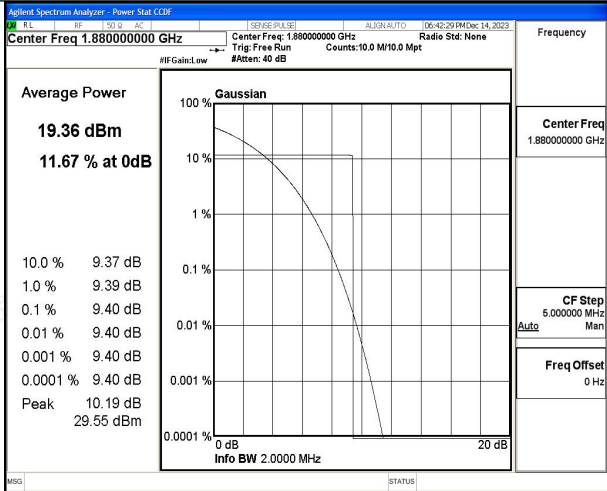 Agilent Spectrum Analyzer - Power Stat CCDF
RL RF 50 Ω AC SENSE:PULSE ALIGN AUTO 06:42:29 PM Dec 14, 2023
Center Freq 1.880000000 GHz
Center Freq: 1.880000000 GHz Radio Std: None
Trig: Free Run Counts:10.0 M/10.0 Mpt
#IFGain:Low #Atten: 40 dB
Frequency
Average Power
19.36 dBm
11.67 % at 0dB
10.0 % 9.37 dB
1.0 % 9.39 dB
0.1 % 9.40 dB
0.01 % 9.40 dB
0.001 % 9.40 dB
0.0001 % 9.40 dB
Peak 10.19 dB
29.55 dBm
Gaussian
100 %
10 %
1 %
0.1 %
0.01 %
0.001 %
0.0001 %
0 dB 20 dB
Info BW 2.0000 MHz
Center Freq
1.880000000 GHz
CF Step
5.000000 MHz
Auto Man
Freq Offset
0 Hz
MSG STATUS